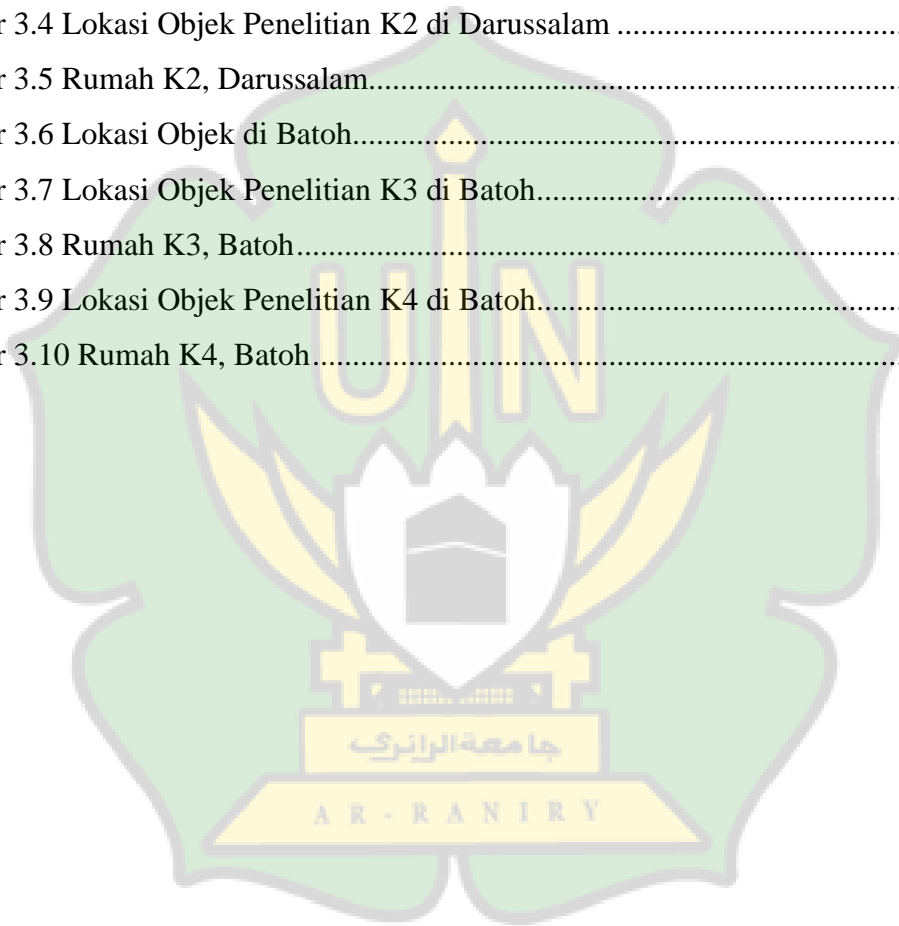 r 3.4 Lokasi Objek Penelitian K2 di Darussalam ....................................
r 3.5 Rumah K2, Darussalam....................................................................
r 3.6 Lokasi Objek di Batoh......................................................................
r 3.7 Lokasi Objek Penelitian K3 di Batoh..............................................
r 3.8 Rumah K3, Batoh.............................................................................
r 3.9 Lokasi Objek Penelitian K4 di Batoh..............................................
r 3.10 Rumah K4, Batoh...........................................................................
UIN
جامعة الرانري
AR-RANIRY